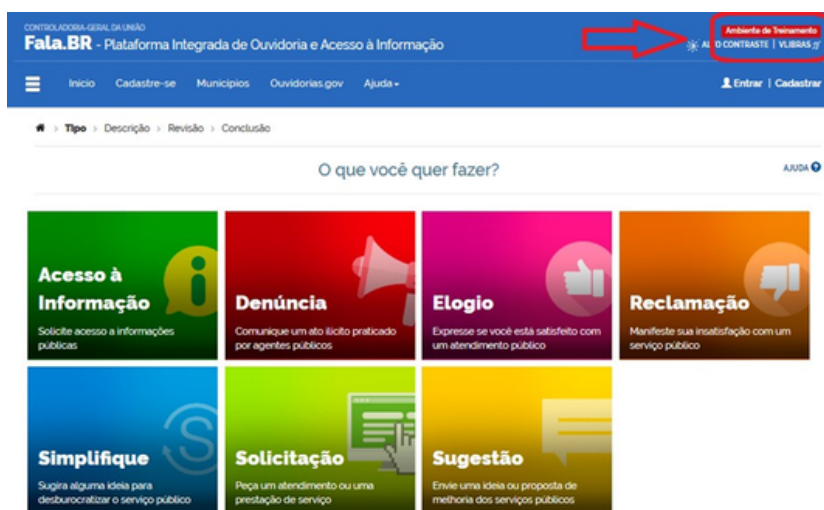 CONTROLADORIA-GERAL DA UNIÃO
Fala.BR - Plataforma Integrada de Ouvidoria e Acesso à Informação
Ambiente de Treinamento
ALTO CONTRASTE | VLIBRAS
Início Cadastre-se Municípios Ouvidorias.gov Ajuda
Entrar | Cadastrar
> Tipo > Descrição > Revisão > Conclusão
O que você quer fazer?
AJUDA
Acesso à
Informação
Solicite acesso a informações
públicas
Denúncia
Comunique um ato ilícito praticado
por agentes públicos
Elogio
Expresse se você está satisfeito com
um atendimento público
Reclamação
Manifeste sua insatisfação com um
serviço público
Simplifique
Sugira alguma ideia para
desburocratizar o serviço público
Solicitação
Peça um atendimento ou uma
prestação de serviço
Sugestão
Envie uma ideia ou proposta de
melhoria dos serviços públicos